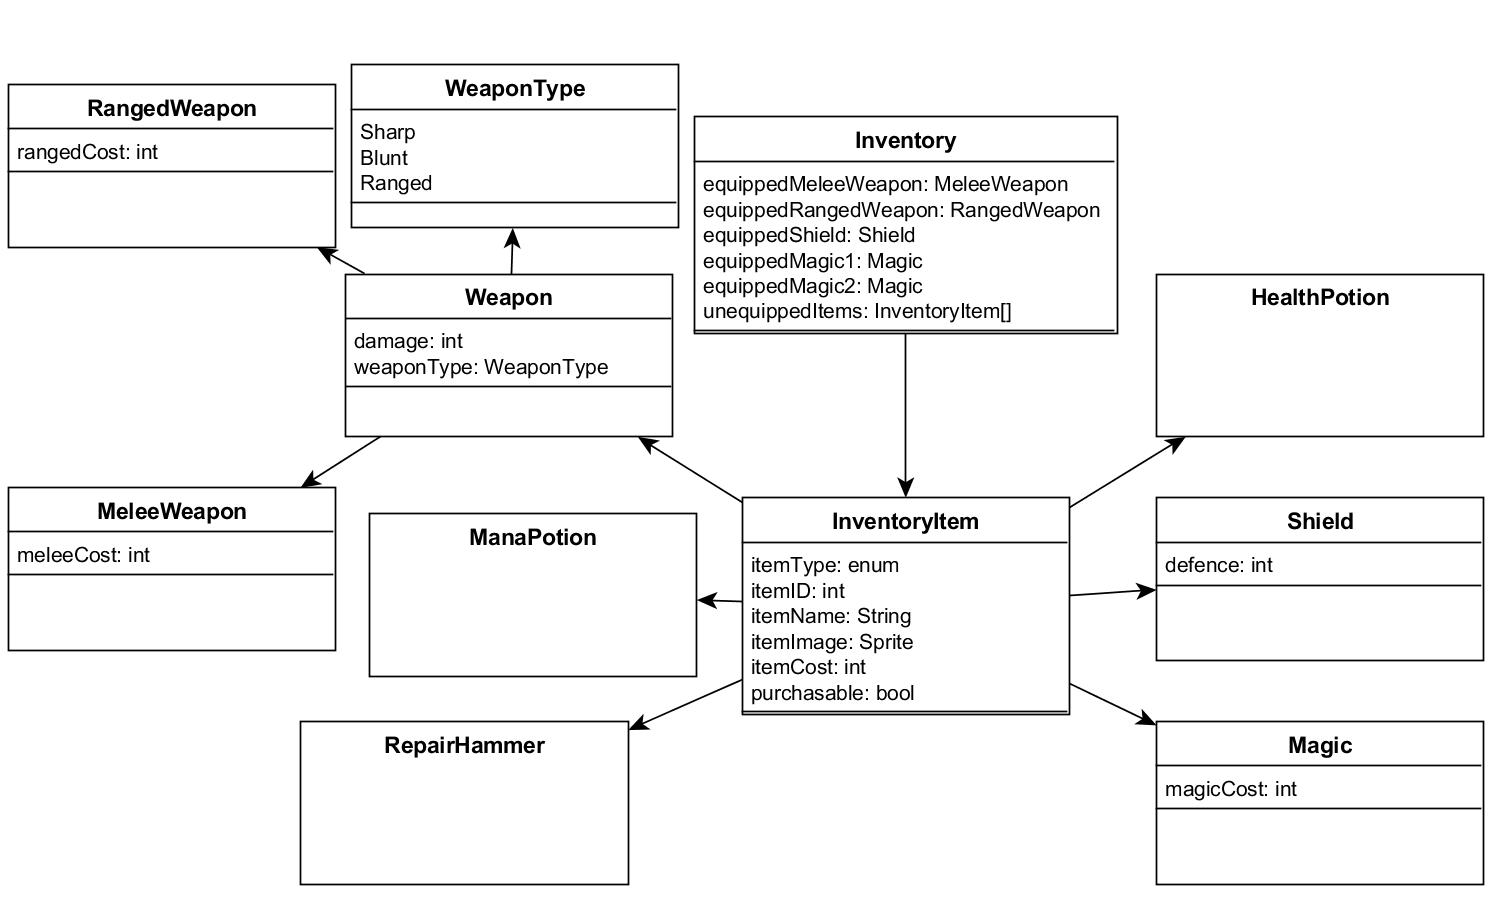 RangedWeapon
rangedCost: int
WeaponType
Sharp
Blunt
Ranged
Inventory
equippedMeleeWeapon: MeleeWeapon
equippedRangedWeapon: RangedWeapon
equippedShield: Shield
equippedMagic1: Magic
equippedMagic2: Magic
unequippedItems: InventoryItem[]
Weapon
damage: int
weaponType: WeaponType
HealthPotion
MeleeWeapon
meleeCost: int
ManaPotion
InventoryItem
itemType: enum
itemID: int
itemName: String
itemImage: Sprite
itemCost: int
purchasable: bool
Shield
defence: int
RepairHammer
Magic
magicCost: int